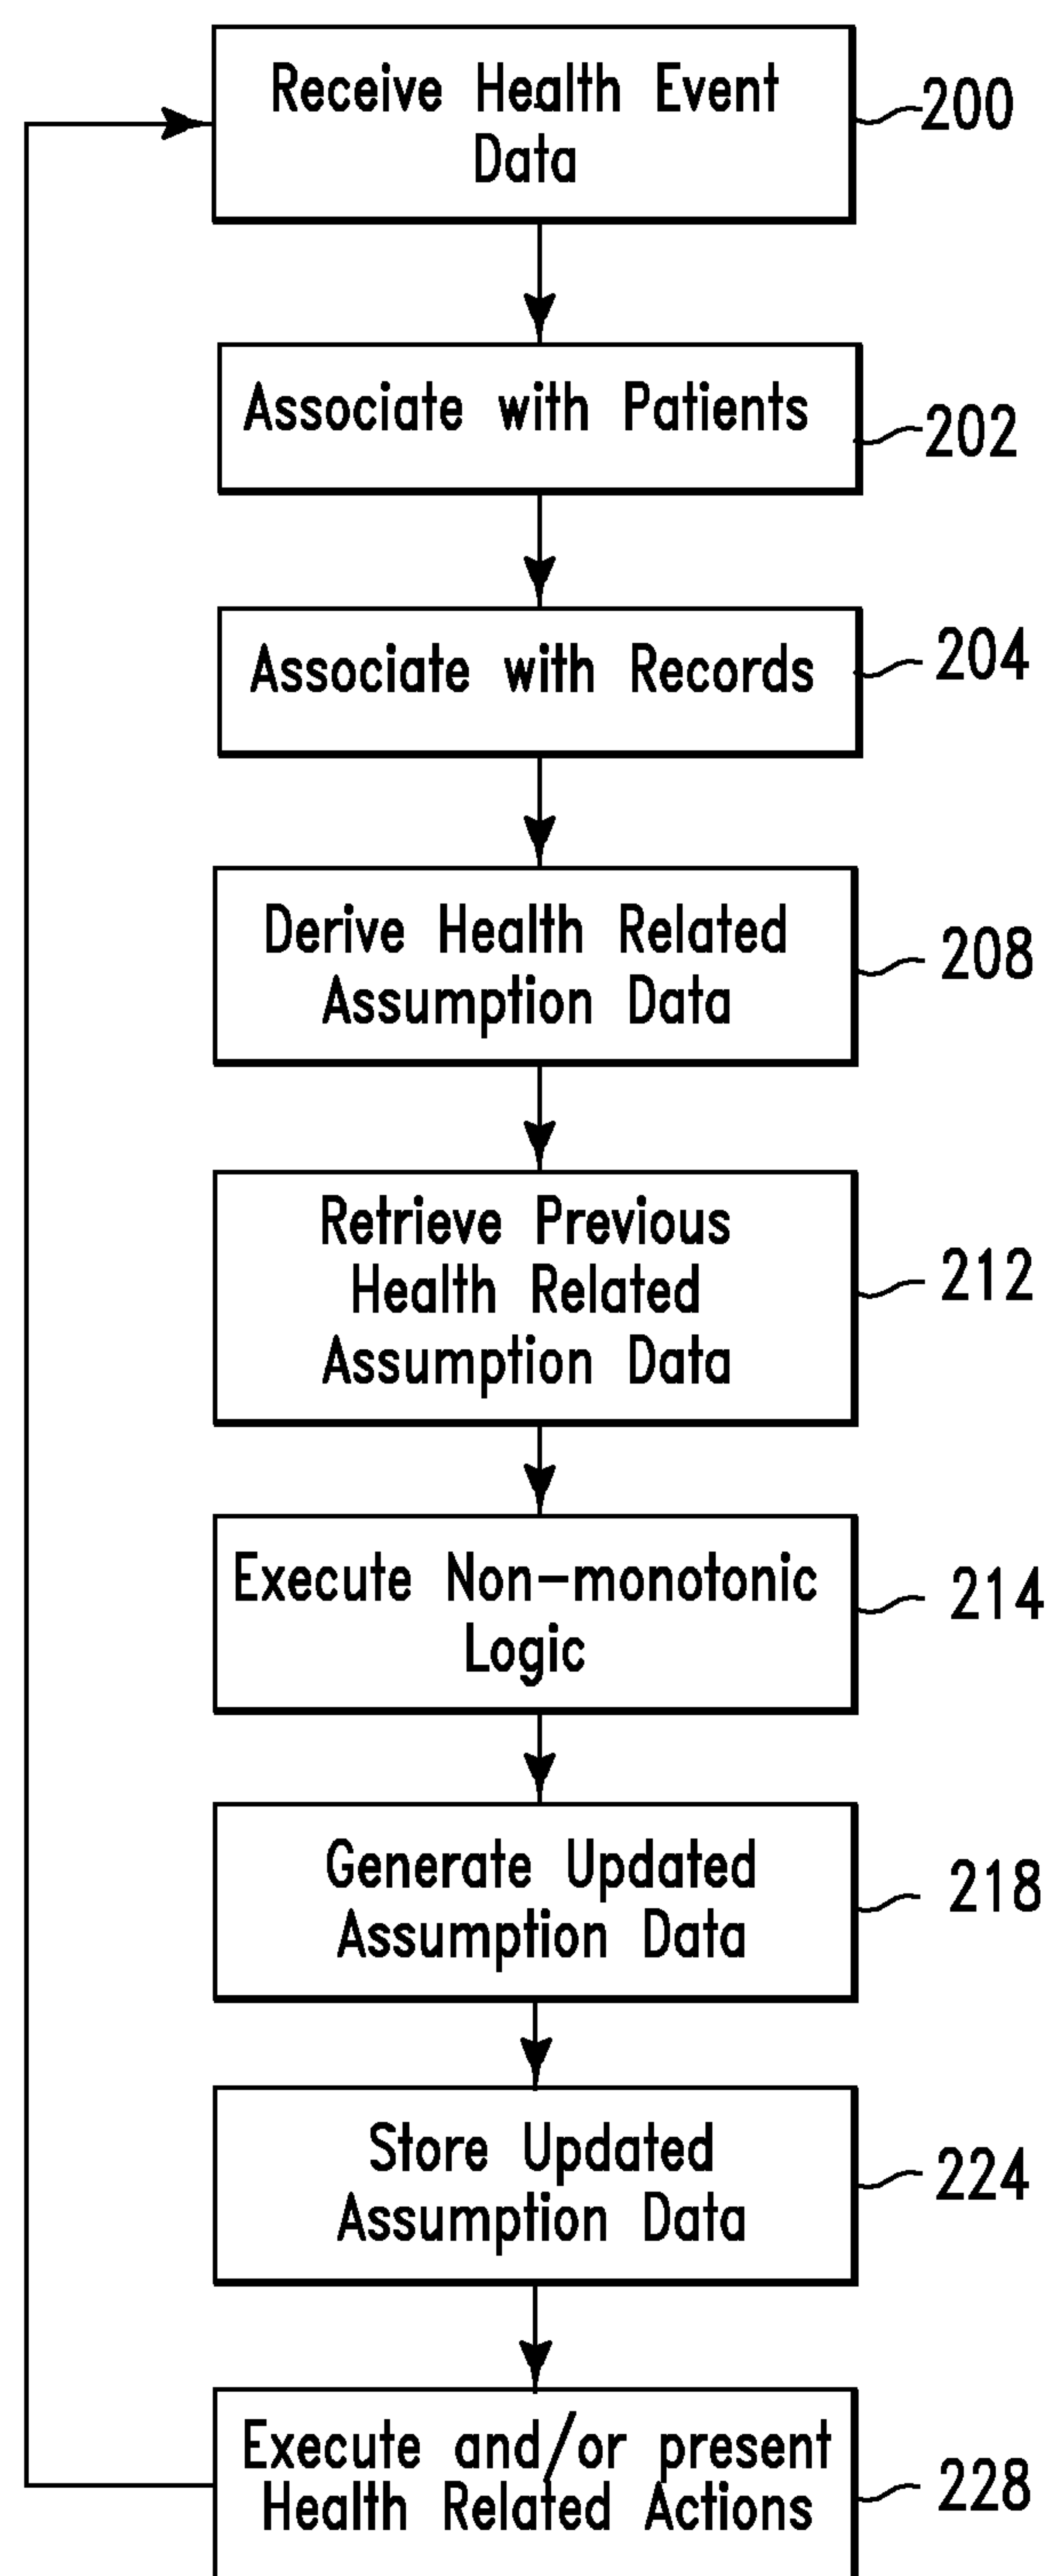 Receive Health Event
Data
200
Associate with Patients
202
Associate with Records
204
Derive Health Related
Assumption Data
208
Retrieve Previous
Health Related
Assumption Data
212
Execute Non-monotonic
Logic
214
Generate Updated
Assumption Data
218
Store Updated
Assumption Data
224
Execute and/or present
Health Related Actions
228